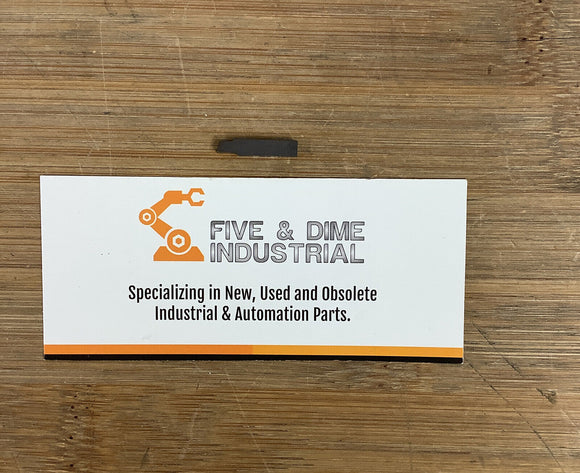 FIVE & DIME
INDUSTRIAL
Specializing in New, Used and Obsolete
Industrial & Automation Parts.